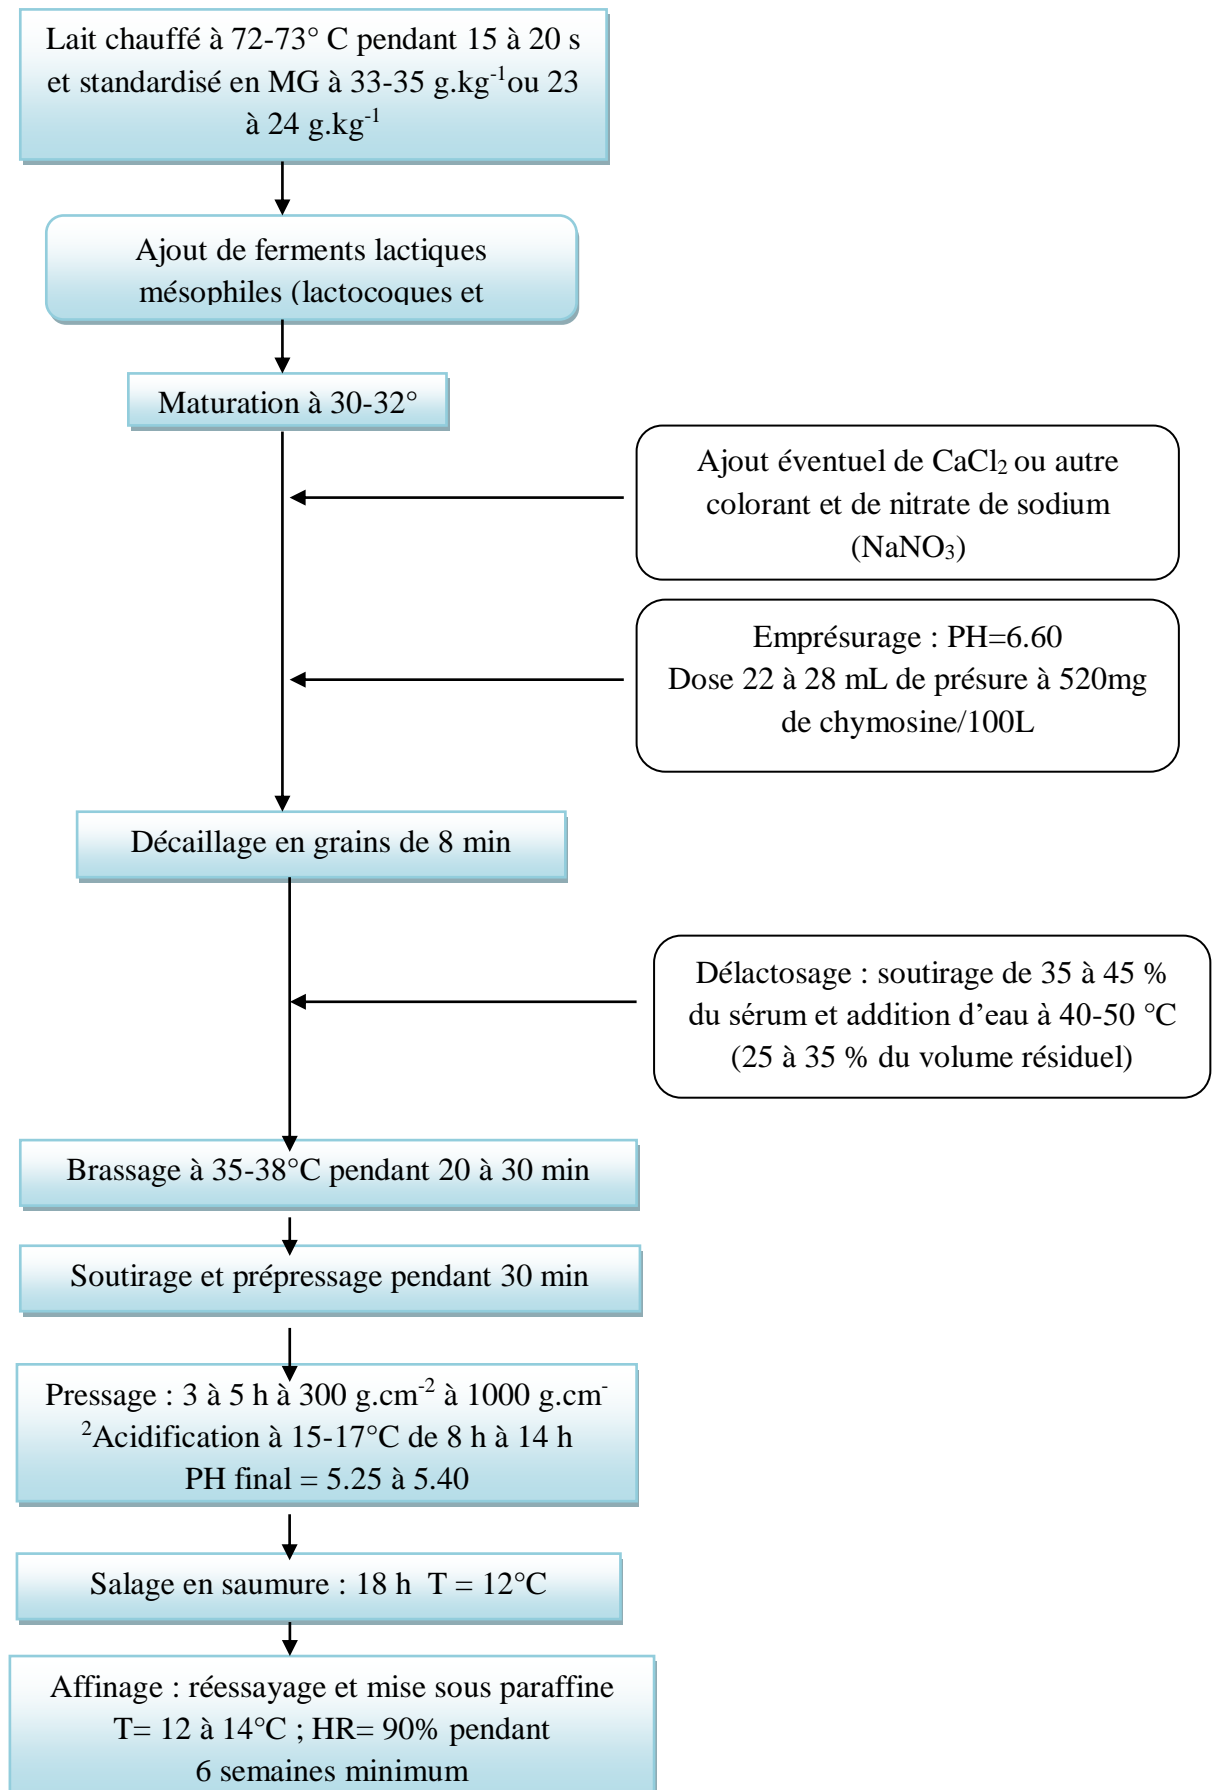 Lait chauffé à 72-73° C pendant 15 à 20 s
et standardisé en MG à 33-35 g.kg⁻¹ou 23
à 24 g.kg⁻¹
Ajout de ferments lactiques
mésophiles (lactocoques et
Maturation à 30-32°
Ajout éventuel de CaCl₂ ou autre
colorant et de nitrate de sodium
(NaNO₃)
Emprésurage : PH=6.60
Dose 22 à 28 mL de présure à 520mg
de chymosine/100L
Décaillage en grains de 8 min
Délactosage : soutirage de 35 à 45 %
du sérum et addition d’eau à 40-50 °C
(25 à 35 % du volume résiduel)
Brassage à 35-38°C pendant 20 à 30 min
Soutirage et prépressage pendant 30 min
Pressage : 3 à 5 h à 300 g.cm⁻² à 1000 g.cm⁻
²Acidification à 15-17°C de 8 h à 14 h
PH final = 5.25 à 5.40
Salage en saumure : 18 h  T = 12°C
Affinage : réessayage et mise sous paraffine
T= 12 à 14°C ; HR= 90% pendant
6 semaines minimum